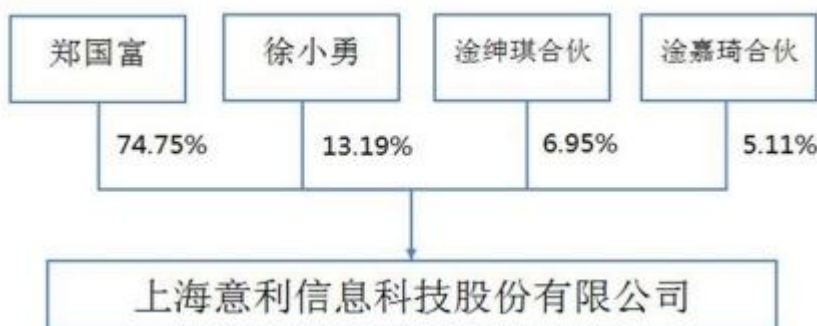 郑国富
徐小勇
淦绅琪合伙
淦嘉琦合伙
74.75%
13.19%
6.95%
5.11%
上海意利信息科技股份有限公司